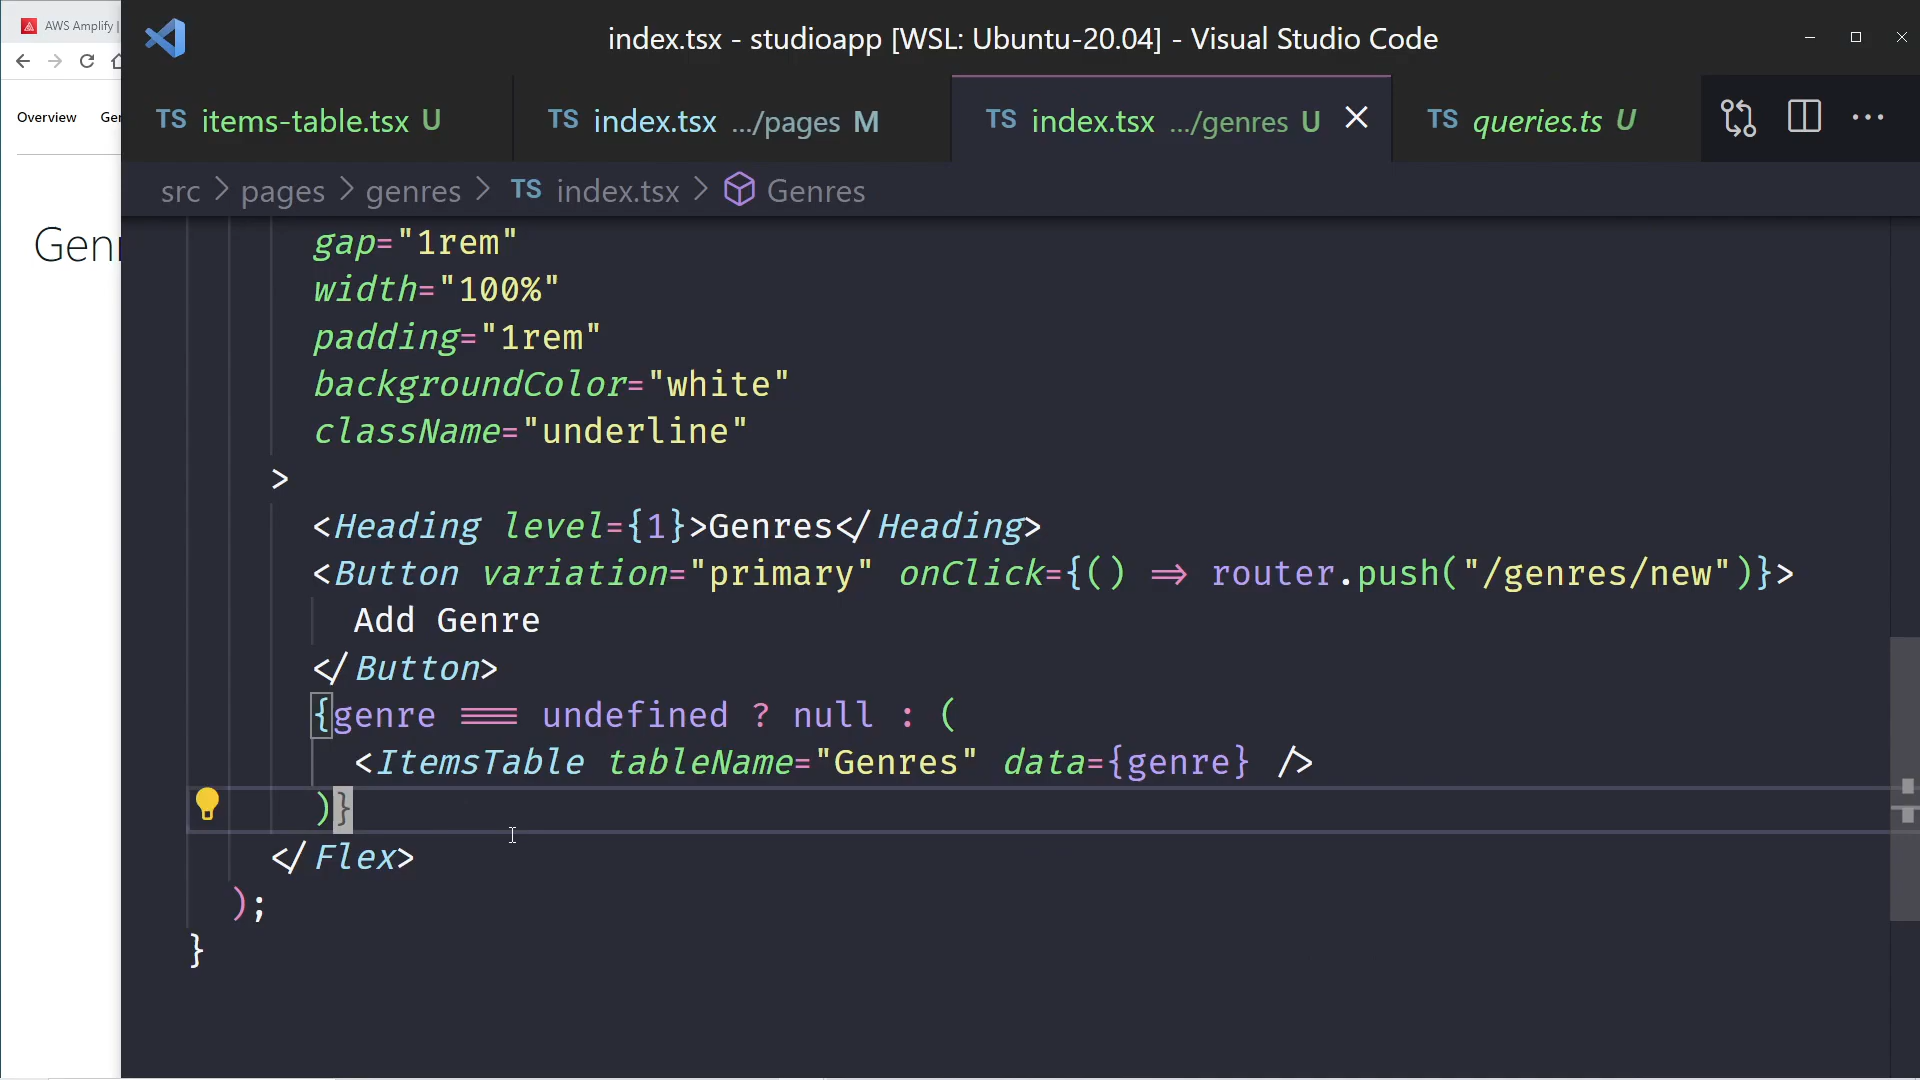 AWS Amplify |
index.tsx - studioapp [WSL: Ubuntu-20.04] - Visual Studio Code
Overview
TS items-table.tsx U
TS index.tsx .../pages M
TS index.tsx .../genres U
TS queries.ts U
src > pages > genres > TS index.tsx > Genres
gap="1rem"
width="100%"
padding="1rem"
backgroundColor="white"
className="underline"
>
<Heading level={1}>Genres</Heading>
<Button variation="primary" onClick={() => router.push("/genres/new")}>
Add Genre
</Button>
{genre === undefined ? null : (
<ItemsTable tableName="Genres" data={genre} />
)}
</Flex>
);
}